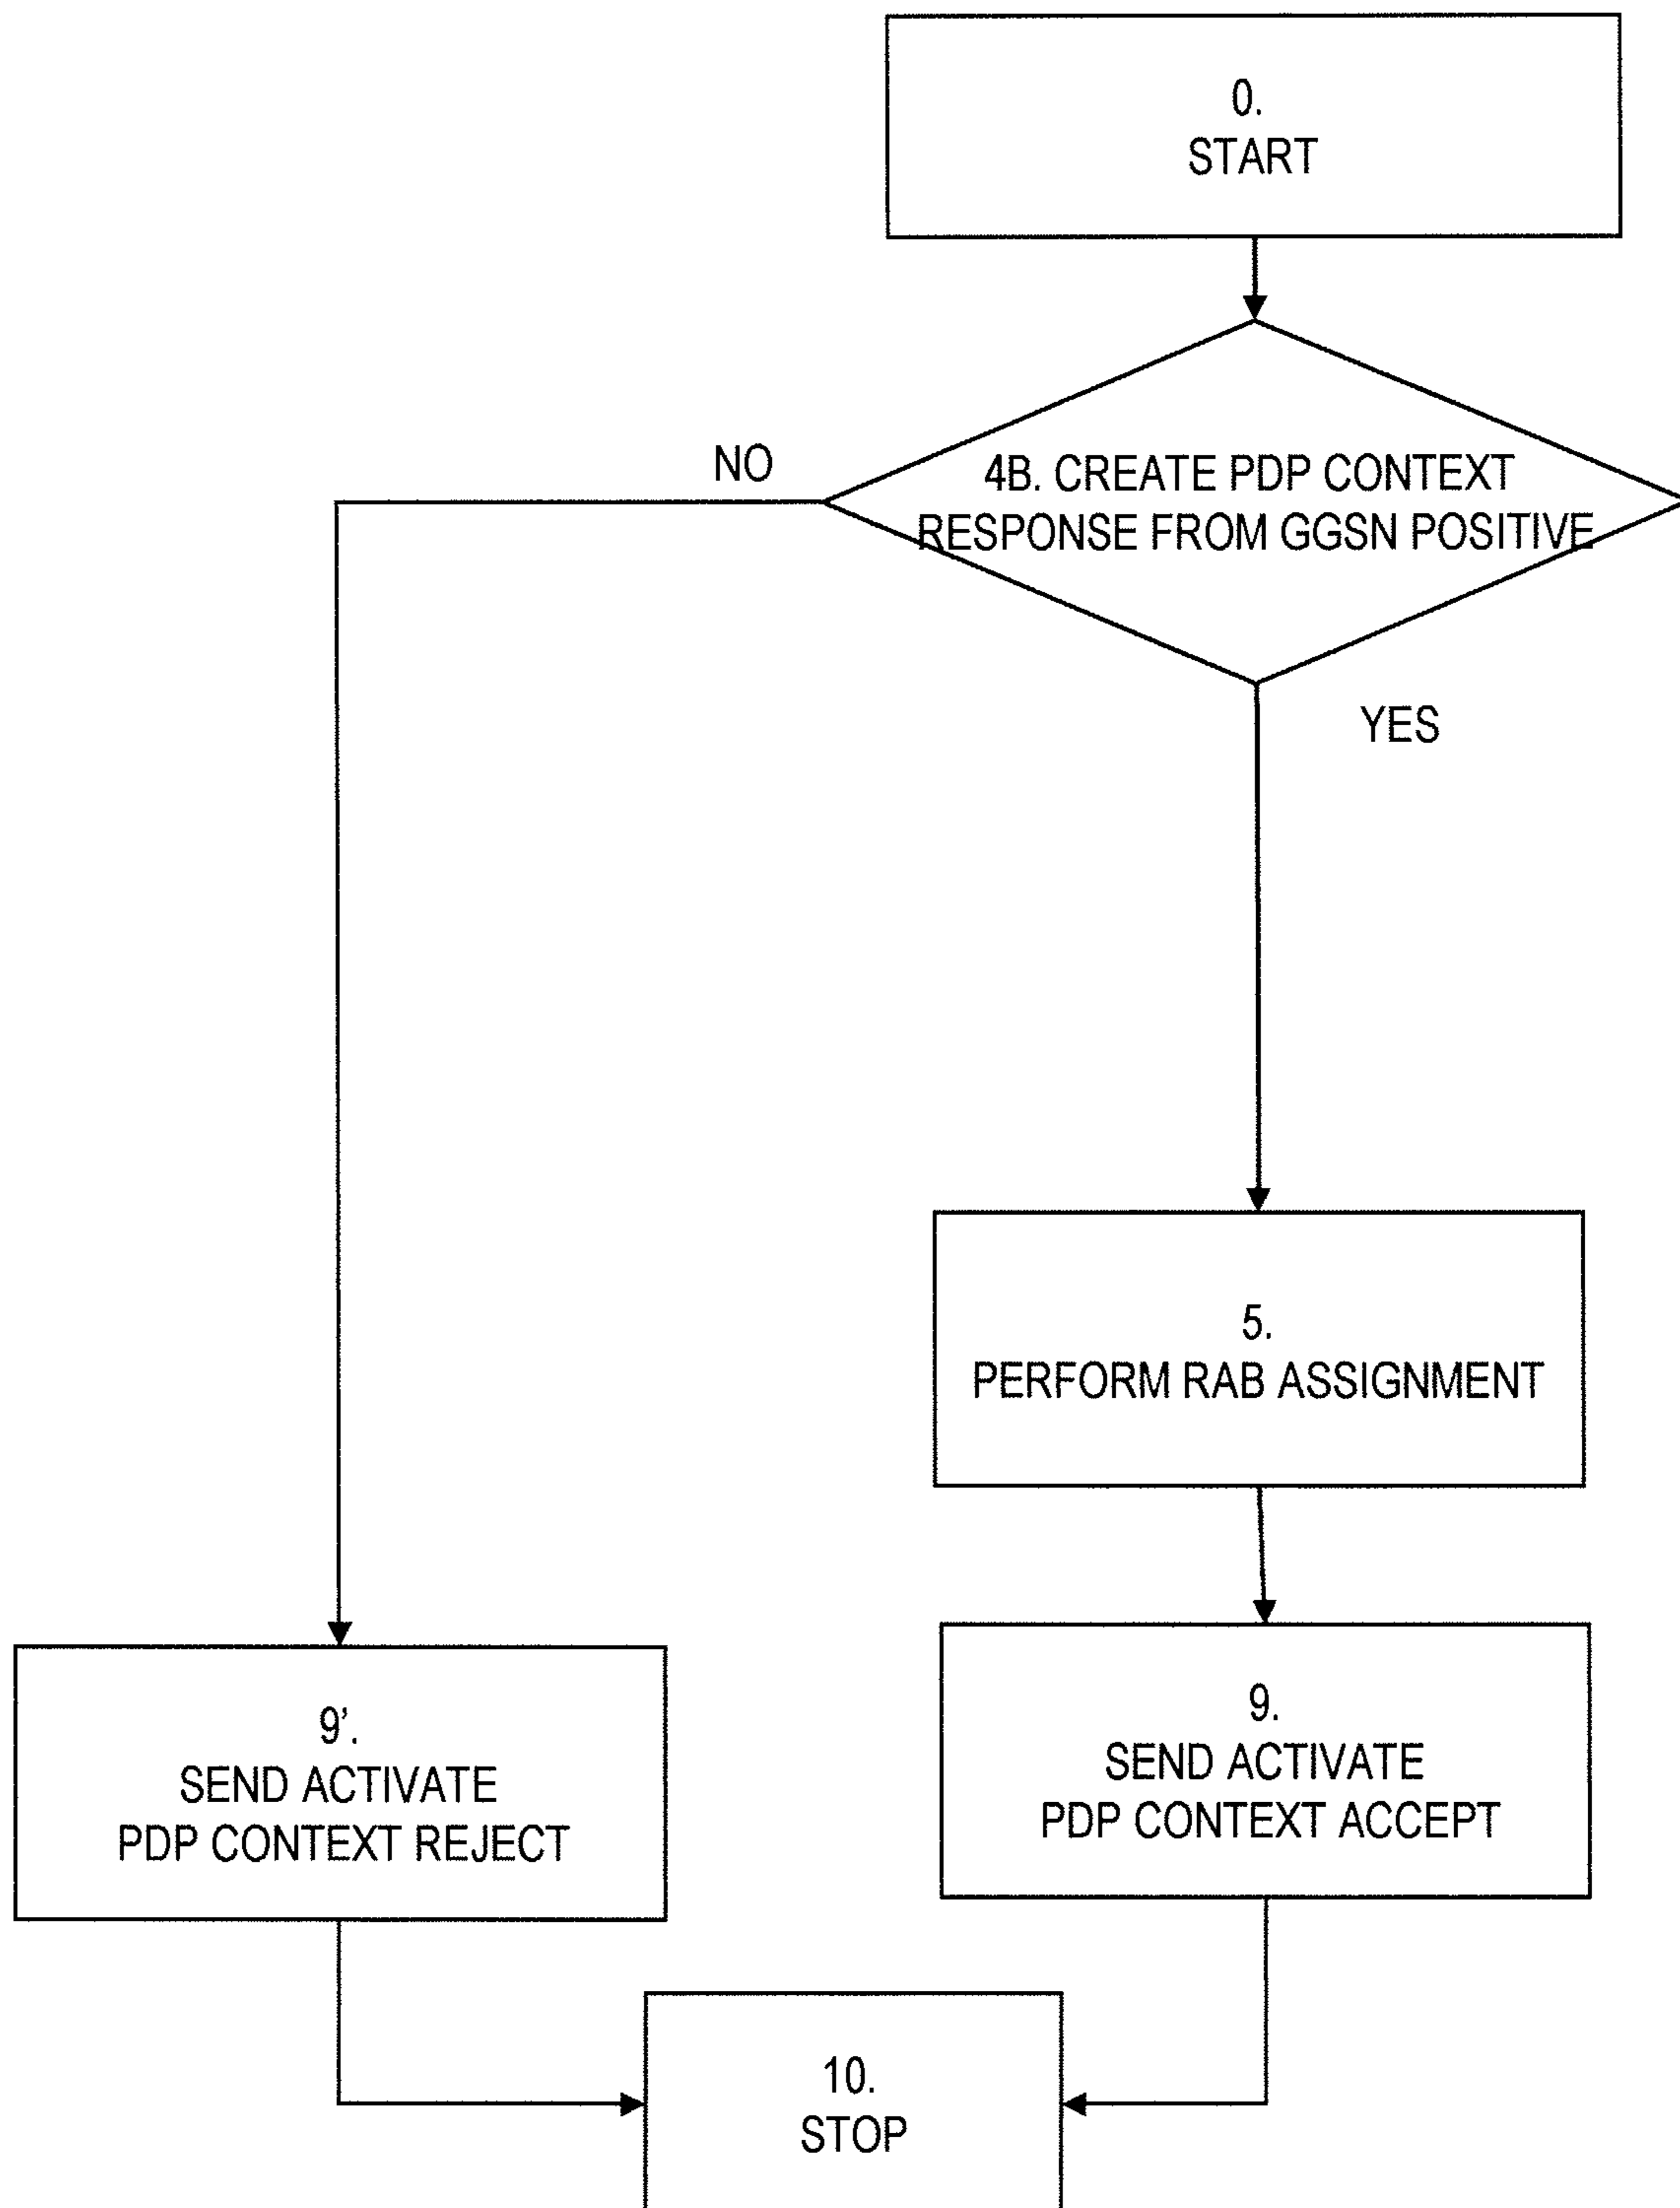 0.
START
NO
4B. CREATE PDP CONTEXT
RESPONSE FROM GGSN POSITIVE
YES
5.
PERFORM RAB ASSIGNMENT
9'.
SEND ACTIVATE
PDP CONTEXT REJECT
9.
SEND ACTIVATE
PDP CONTEXT ACCEPT
10.
STOP